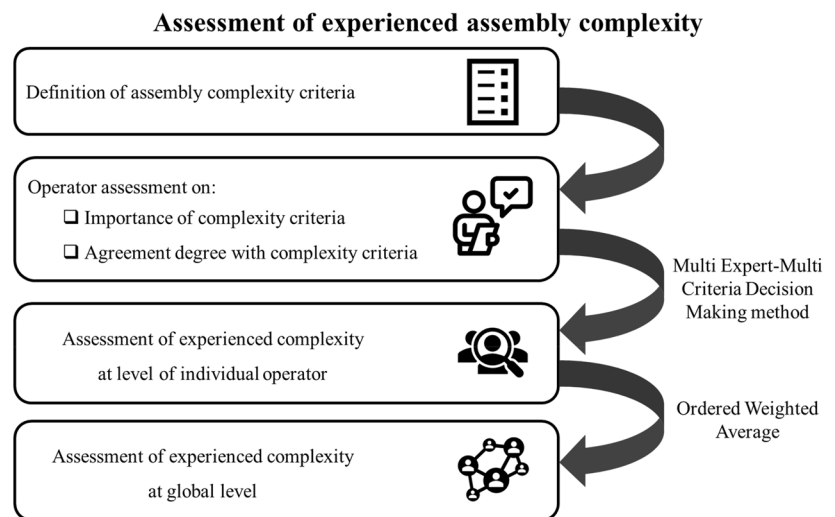 Assessment of experienced assembly complexity
Definition of assembly complexity criteria
Operator assessment on:
❑ Importance of complexity criteria
❑ Agreement degree with complexity criteria
Multi Expert-Multi
Criteria Decision
Making method
Assessment of experienced complexity
at level of individual operator
Ordered Weighted
Average
Assessment of experienced complexity
at global level